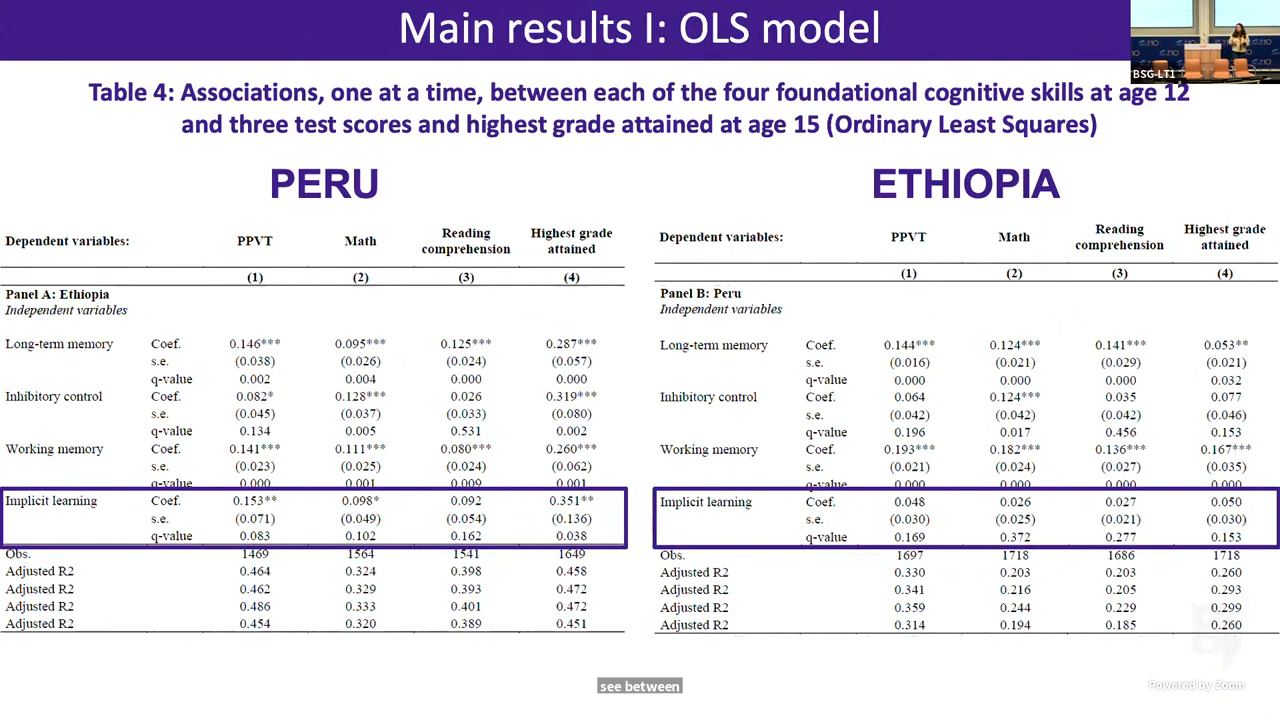 Main results I: OLS model
BSG-LT1
Table 4: Associations, one at a time, between each of the four foundational cognitive skills at age 12
and three test scores and highest grade attained at age 15 (Ordinary Least Squares)
PERU
Dependent variables: PPVT Math Reading comprehension Highest grade attained
(1) (2) (3) (4)
Panel A: Ethiopia
Independent variables
Long-term memory Coef. 0.146*** 0.095*** 0.125*** 0.287***
s.e. (0.038) (0.026) (0.024) (0.057)
q-value 0.002 0.004 0.000 0.000
Inhibitory control Coef. 0.082* 0.128*** 0.026 0.319***
s.e. (0.045) (0.037) (0.033) (0.080)
q-value 0.134 0.005 0.531 0.002
Working memory Coef. 0.141*** 0.111*** 0.080*** 0.260***
s.e. (0.023) (0.025) (0.024) (0.062)
q-value 0.000 0.001 0.009 0.001
Implicit learning Coef. 0.153** 0.098* 0.092 0.351**
s.e. (0.071) (0.049) (0.054) (0.136)
q-value 0.083 0.102 0.162 0.038
Obs. 1469 1564 1541 1649
Adjusted R2 0.464 0.324 0.398 0.458
Adjusted R2 0.462 0.329 0.393 0.472
Adjusted R2 0.486 0.333 0.401 0.472
Adjusted R2 0.454 0.320 0.389 0.451
ETHIOPIA
Dependent variables: PPVT Math Reading comprehension Highest grade attained
(1) (2) (3) (4)
Panel B: Peru
Independent variables
Long-term memory Coef. 0.144*** 0.124*** 0.141*** 0.053**
s.e. (0.016) (0.021) (0.029) (0.021)
q-value 0.000 0.000 0.000 0.032
Inhibitory control Coef. 0.064 0.124*** 0.035 0.077
s.e. (0.042) (0.042) (0.042) (0.046)
q-value 0.196 0.017 0.456 0.153
Working memory Coef. 0.193*** 0.182*** 0.136*** 0.167***
s.e. (0.021) (0.024) (0.027) (0.035)
q-value 0.000 0.000 0.000 0.000
Implicit learning Coef. 0.048 0.026 0.027 0.050
s.e. (0.030) (0.025) (0.021) (0.030)
q-value 0.169 0.372 0.277 0.153
Obs. 1697 1718 1686 1718
Adjusted R2 0.330 0.203 0.203 0.260
Adjusted R2 0.341 0.216 0.205 0.293
Adjusted R2 0.359 0.244 0.229 0.299
Adjusted R2 0.314 0.194 0.185 0.260
see between
Powered by Zoom